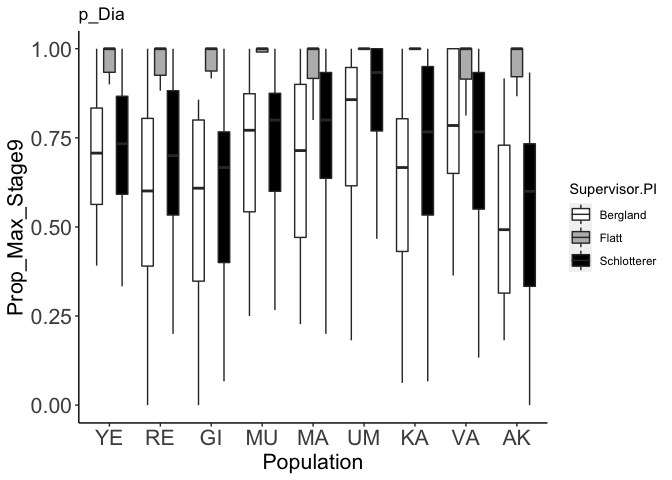 p_Dia
Prop_Max_Stage9
1.00
0.75
0.50
0.25
0.00
YE RE GI MU MA UM KA VA AK
Population
Supervisor.PI
Bergland
Flatt
Schlotterer